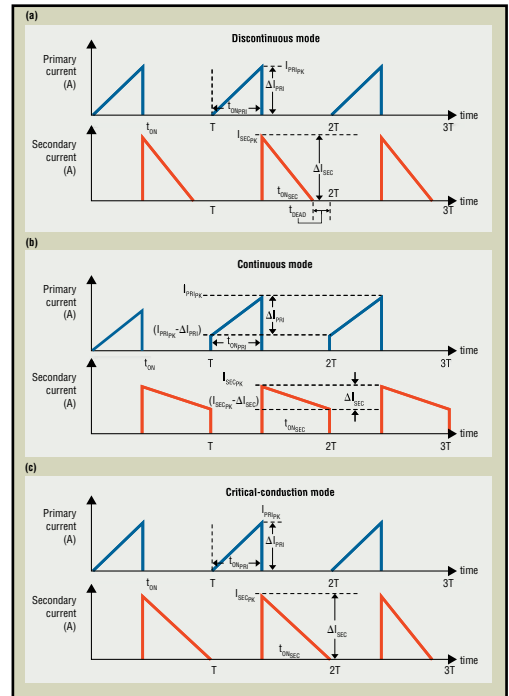 (a)
Discontinuous mode
Primary
current
(A)
I_PRI_PK
ΔI_PRI
t_ON_PRI
t_ON
T
2T
3T
time
Secondary
current
(A)
I_SEC_PK
ΔI_SEC
t_ON_SEC
2T
t_DEAD
T
3T
time
(b)
Continuous mode
Primary
current
(A)
I_PRI_PK
(I_PRI_PK-ΔI_PRI)
ΔI_PRI
t_ON_PRI
t_ON
T
2T
3T
time
Secondary
current
(A)
I_SEC_PK
(I_SEC_PK-ΔI_SEC)
ΔI_SEC
t_ON_SEC
T
2T
3T
time
(c)
Critical-conduction mode
Primary
current
(A)
I_PRI_PK
ΔI_PRI
t_ON_PRI
t_ON
T
2T
3T
time
Secondary
current
(A)
I_SEC_PK
ΔI_SEC
t_ON_SEC
T
2T
3T
time